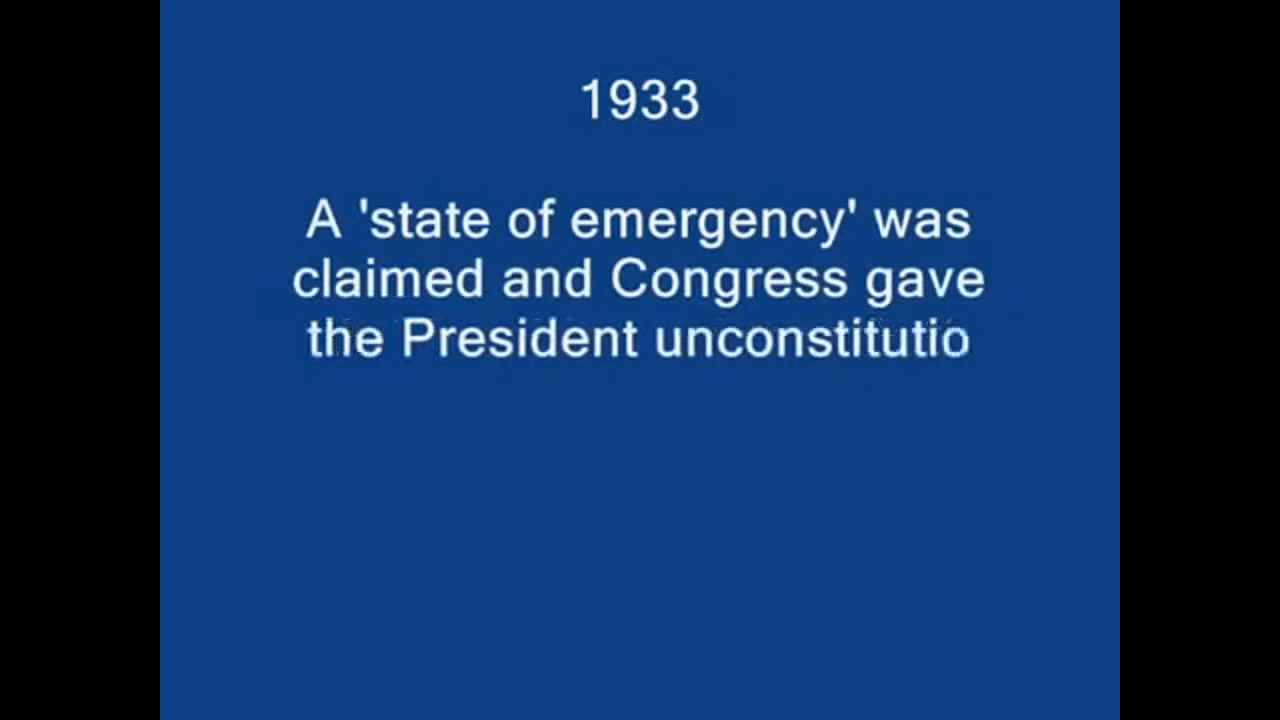 1933
A 'state of emergency' was
claimed and Congress gave
the President unconstitutio